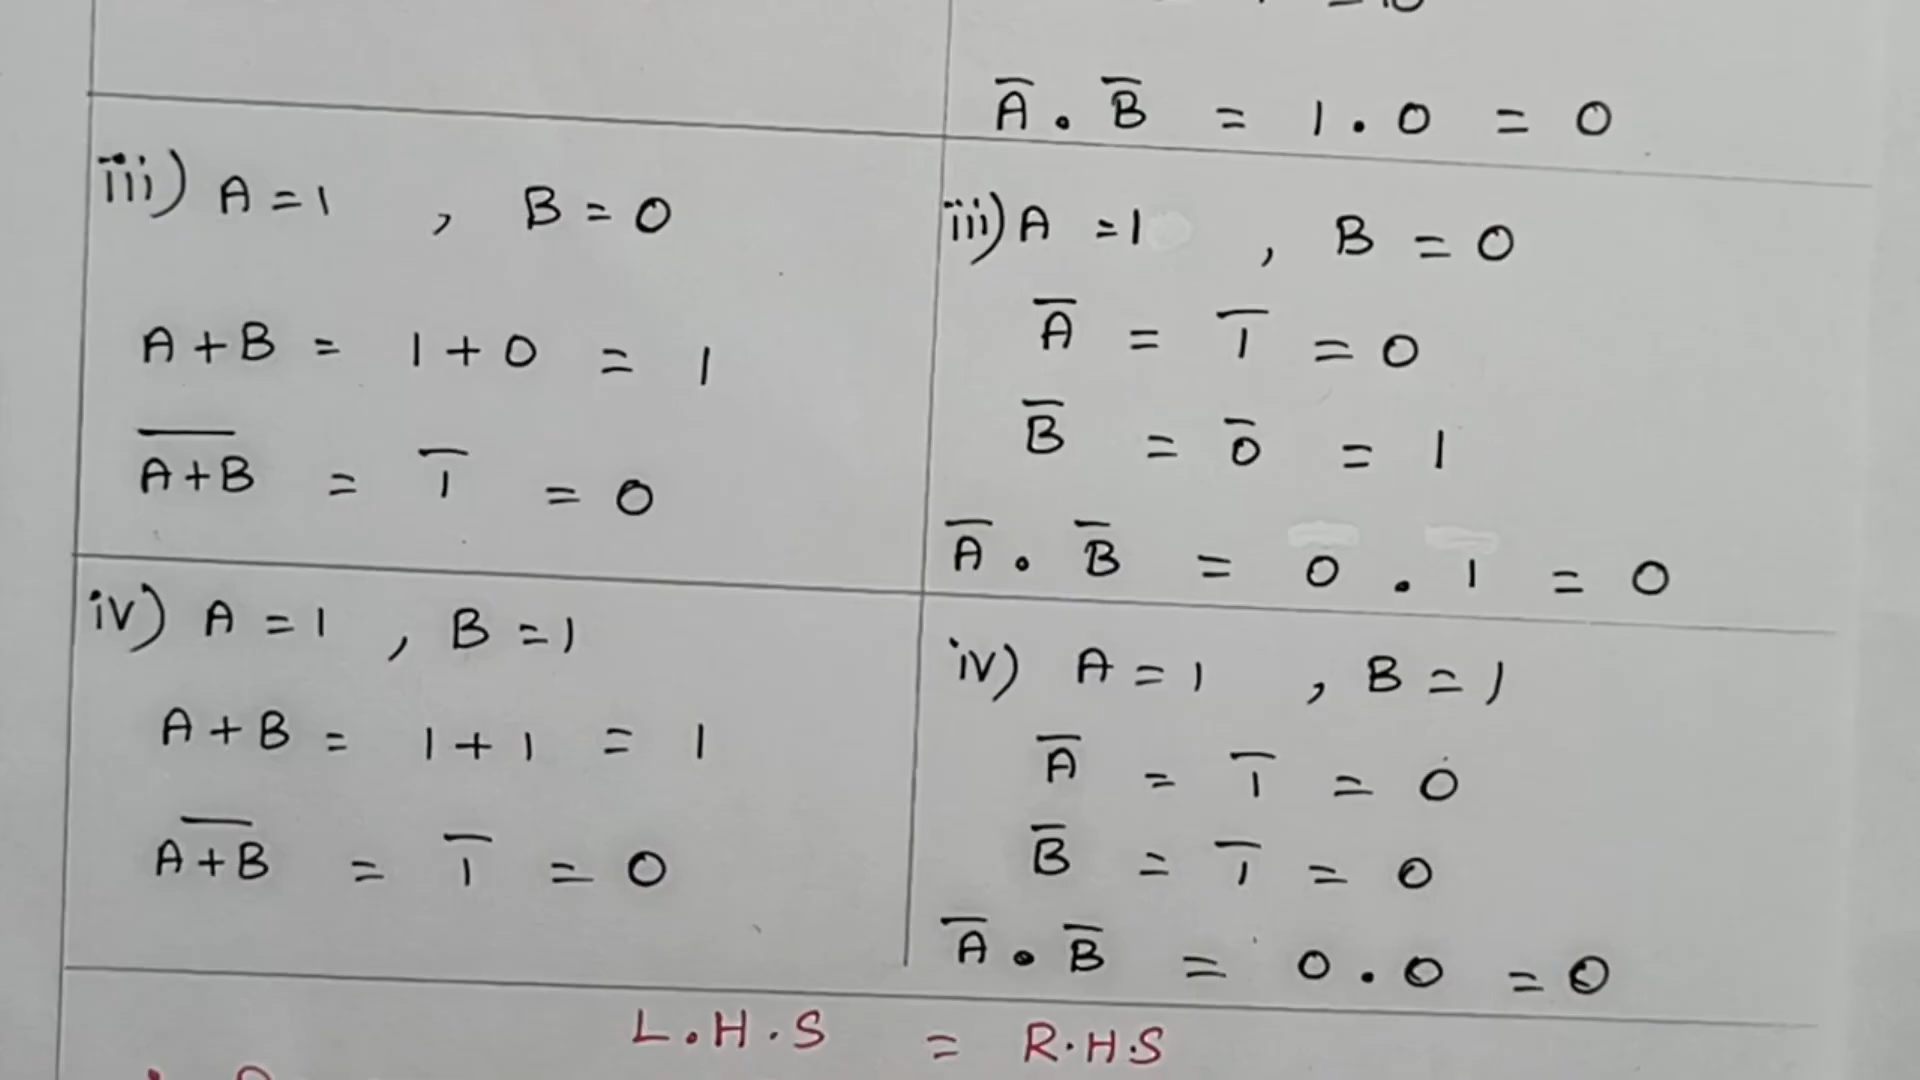 A̅ . B̅ = 1 . 0 = 0
iii) A = 1 , B = 0
A + B = 1 + 0 = 1
A̅+̅B̅ = 1̅ = 0
iii) A = 1 , B = 0
A̅ = 1̅ = 0
B̅ = 0̅ = 1
A̅ . B̅ = 0 . 1 = 0
iv) A = 1 , B = 1
A + B = 1 + 1 = 1
A̅+̅B̅ = 1̅ = 0
iv) A = 1 , B = 1
A̅ = 1̅ = 0
B̅ = 1̅ = 0
A̅ . B̅ = 0 . 0 = 0
L.H.S = R.H.S